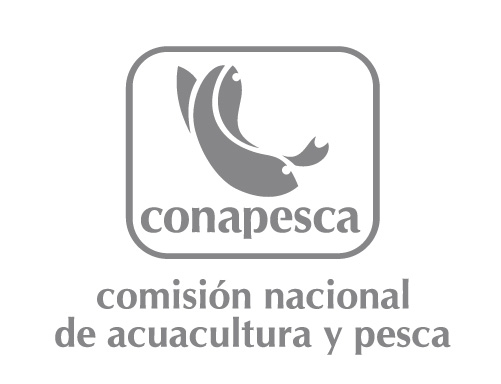 conapesca
comisión nacional
de acuacultura y pesca